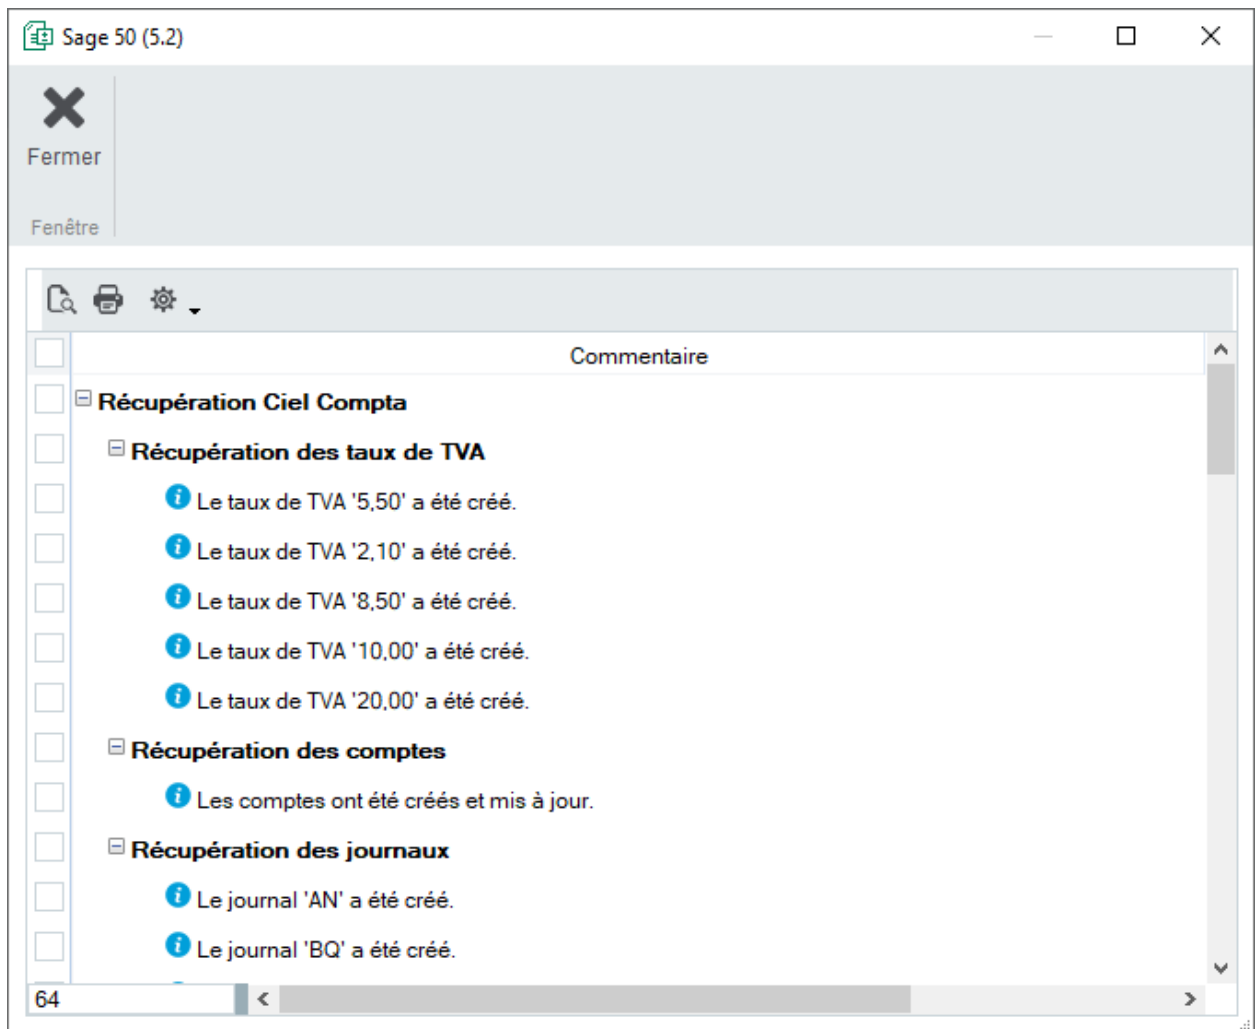 Sage 50 (5.2)
Fermer
Fenêtre
Commentaire
Récupération Ciel Compta
Récupération des taux de TVA
Le taux de TVA '5,50' a été créé.
Le taux de TVA '2,10' a été créé.
Le taux de TVA '8,50' a été créé.
Le taux de TVA '10,00' a été créé.
Le taux de TVA '20,00' a été créé.
Récupération des comptes
Les comptes ont été créés et mis à jour.
Récupération des journaux
Le journal 'AN' a été créé.
Le journal 'BQ' a été créé.
64